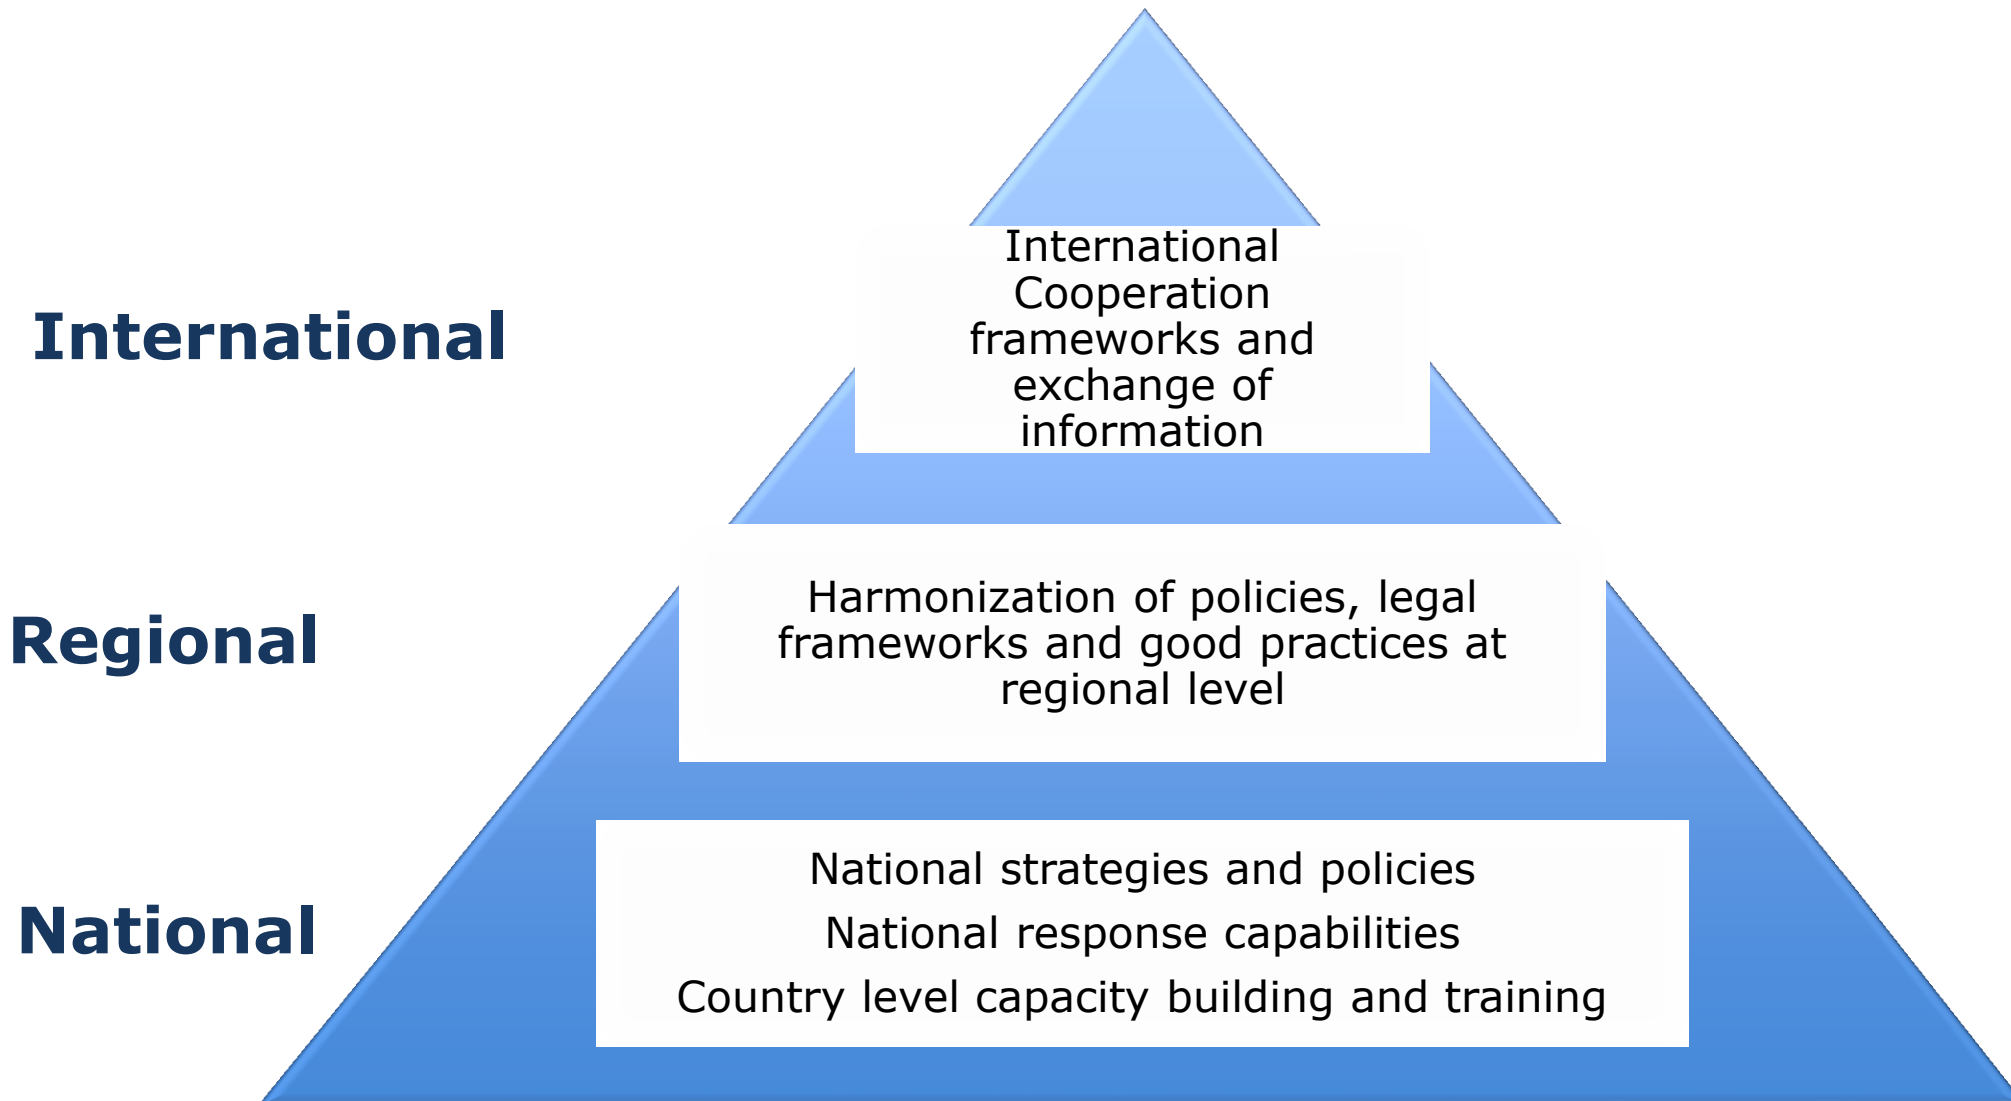 International
International
Cooperation
frameworks and
exchange of
information
Regional
Harmonization of policies, legal
frameworks and good practices at
regional level
National
National strategies and policies
National response capabilities
Country level capacity building and training